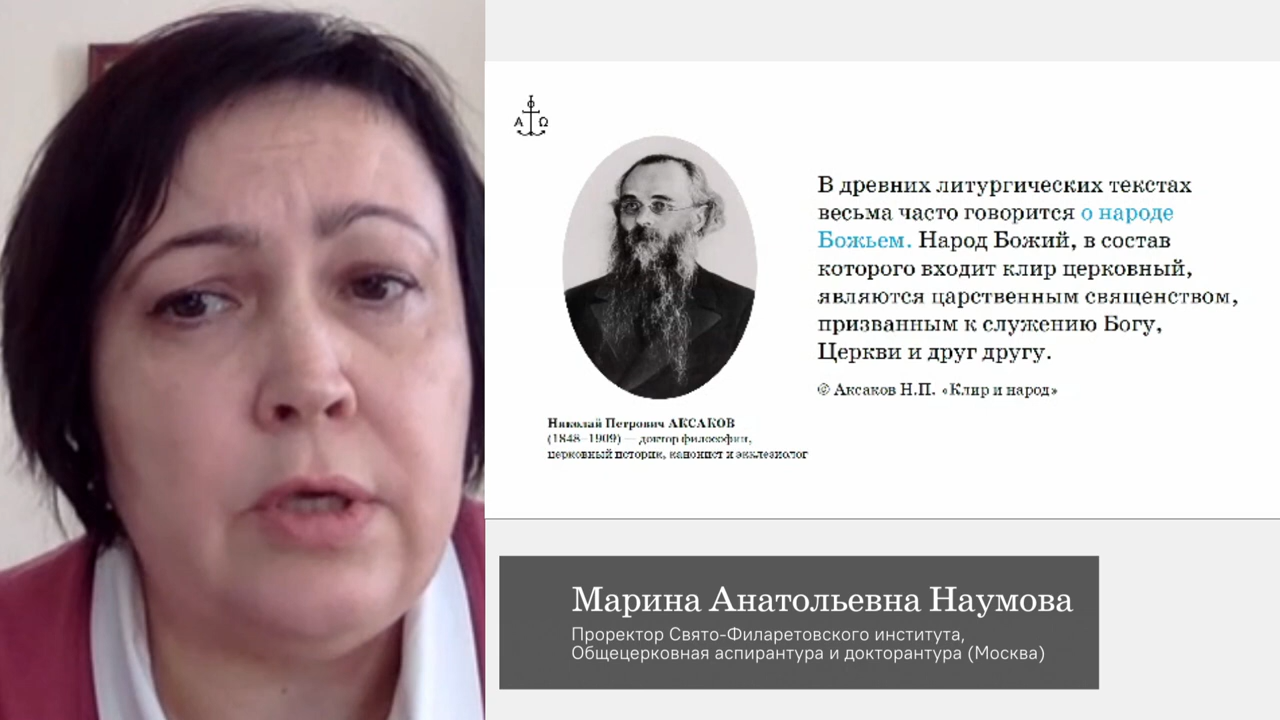 Α Φ Ω
В древних литургических текстах
весьма часто говорится о народе
Божьем. Народ Божий, в состав
которого входит клир церковный,
являются царственным священством,
призванным к служению Богу,
Церкви и друг другу.
© Аксаков Н.П. «Клир и народ»
Николай Петрович АКСАКОВ
(1848–1909) — доктор философии,
церковный историк, канонист и экклезиолог
Марина Анатольевна Наумова
Проректор Свято-Филаретовского института,
Общецерковная аспирантура и докторантура (Москва)